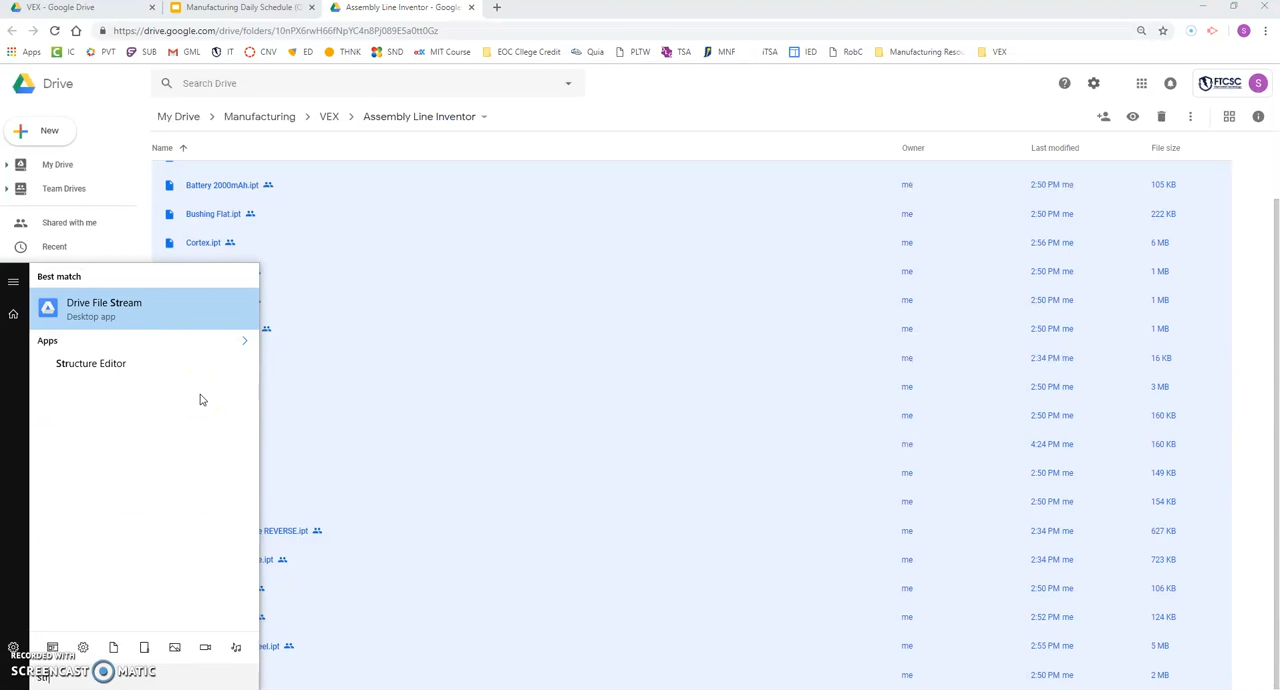 VEX - Google Drive
Manufacturing Daily Schedule (C
Assembly Line Inventor - Google
https://drive.google.com/drive/folders/10nPX6rwH66fNpYC4n8Pj089E5a0tt0Gz
Apps IC PVT SUB GML IT CNV ED THNK SND MIT Course EOC Cllege Credit Quia PLTW TSA MNF iTSA IED RobC Manufacturing Reso VEX
Drive
Search Drive
FTCSC
S
New
My Drive > Manufacturing > VEX > Assembly Line Inventor
Name Owner Last modified File size
My Drive
Team Drives
Shared with me
Recent
Battery 2000mAh.ipt me 2:50 PM me 105 KB
Bushing Flat.ipt me 2:50 PM me 222 KB
Cortex.ipt me 2:56 PM me 6 MB
me 2:50 PM me 1 MB
me 2:50 PM me 1 MB
me 2:50 PM me 1 MB
me 2:34 PM me 16 KB
me 2:50 PM me 3 MB
me 2:50 PM me 160 KB
me 4:24 PM me 160 KB
me 2:50 PM me 149 KB
me 2:50 PM me 154 KB
e REVERSE.ipt me 2:34 PM me 627 KB
e.ipt me 2:34 PM me 723 KB
me 2:50 PM me 106 KB
me 2:52 PM me 124 KB
eel.ipt me 2:55 PM me 5 MB
me 2:50 PM me 2 MB
Best match
Drive File Stream
Desktop app
Apps
Structure Editor
RECORDED WITH
SCREENCAST MATIC
str